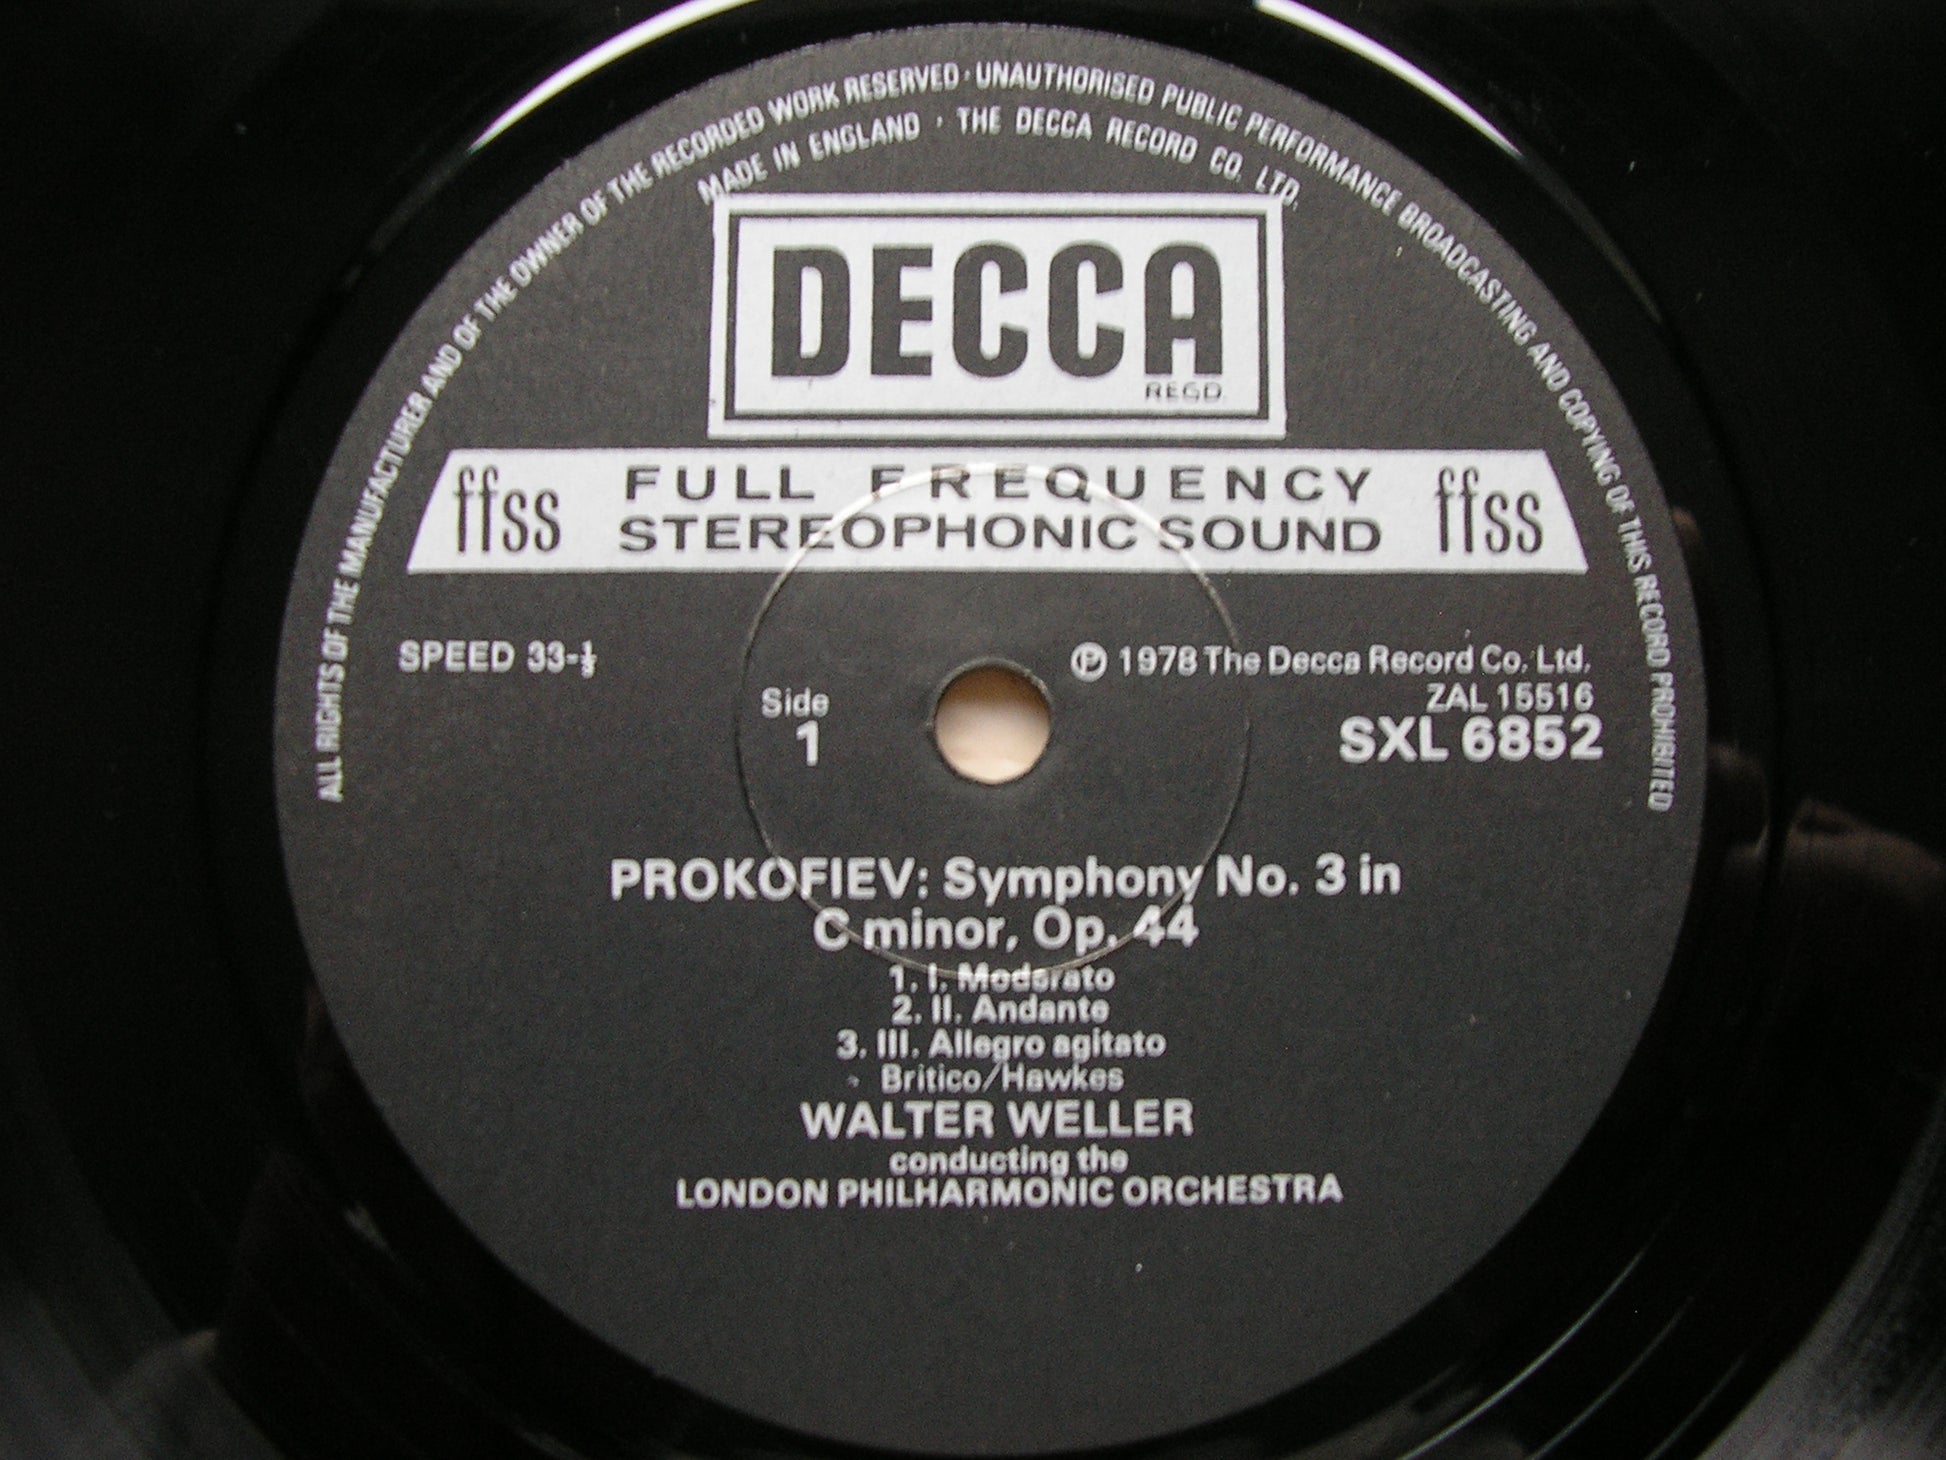 ALL RIGHTS OF THE MANUFACTURER AND OF THE OWNER OF THE RECORDED WORK RESERVED · UNAUTHORISED PUBLIC PERFORMANCE BROADCASTING AND COPYING OF THIS RECORD PROHIBITED
MADE IN ENGLAND · THE DECCA RECORD CO. LTD.
DECCA
REGD.
ffss FULL FREQUENCY ffss
STEREOPHONIC SOUND
SPEED 33-⅓
℗ 1978 The Decca Record Co. Ltd.
Side
ZAL 15516
1
SXL 6852
PROKOFIEV: Symphony No. 3 in
C minor, Op. 44
1. I. Moderato
2. II. Andante
3. III. Allegro agitato
Britico/Hawkes
WALTER WELLER
conducting the
LONDON PHILHARMONIC ORCHESTRA